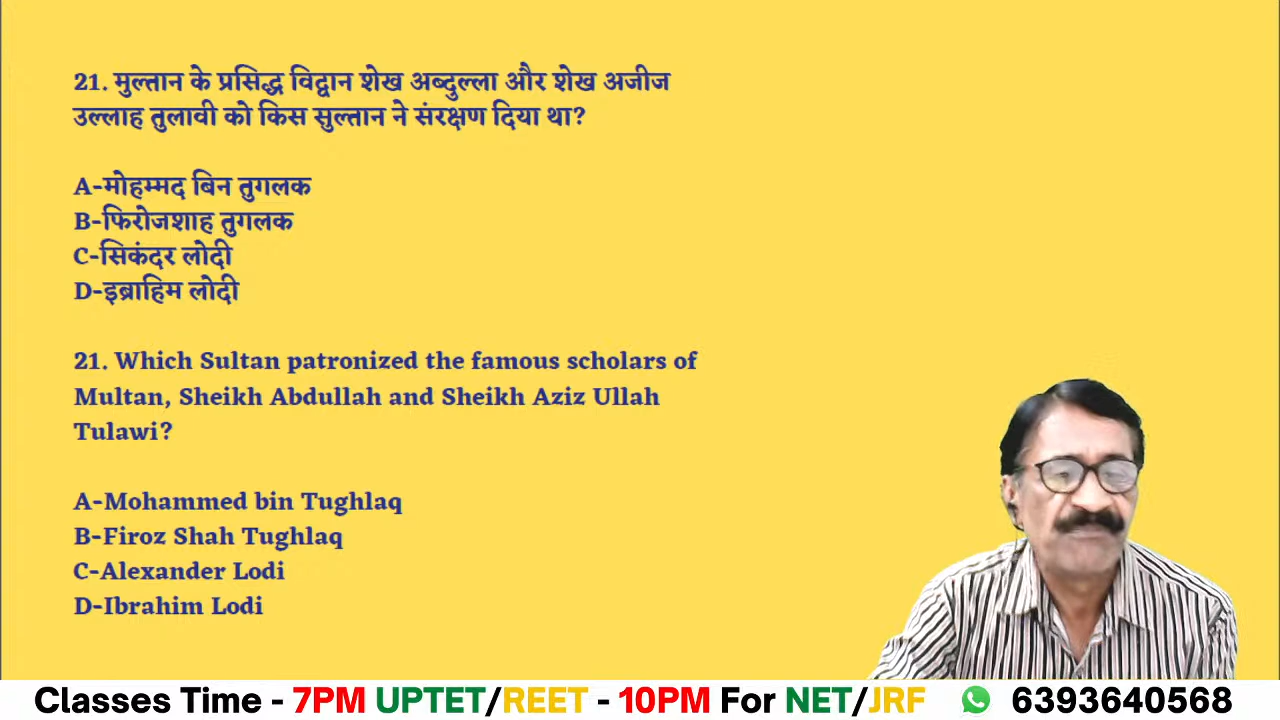 21. मुल्तान के प्रसिद्ध विद्वान शेख अब्दुल्ला और शेख अजीज
उल्लाह तुलावी को किस सुल्तान ने संरक्षण दिया था?
A-मोहम्मद बिन तुगलक
B-फिरोजशाह तुगलक
C-सिकंदर लोदी
D-इब्राहिम लोदी
21. Which Sultan patronized the famous scholars of
Multan, Sheikh Abdullah and Sheikh Aziz Ullah
Tulawi?
A-Mohammed bin Tughlaq
B-Firoz Shah Tughlaq
C-Alexander Lodi
D-Ibrahim Lodi
Classes Time - 7PM UPTET/REET - 10PM For NET/JRF 6393640568